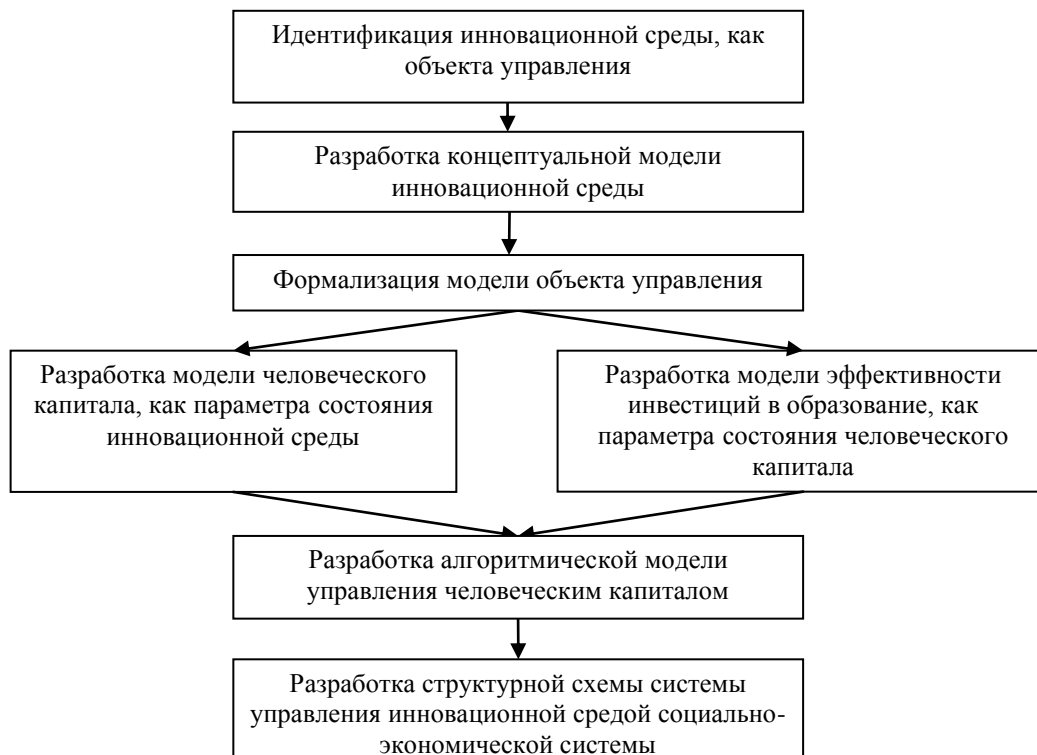 Идентификация инновационной среды, как
объекта управления
Разработка концептуальной модели
инновационной среды
Формализация модели объекта управления
Разработка модели человеческого
капитала, как параметра состояния
инновационной среды
Разработка модели эффективности
инвестиций в образование, как
параметра состояния человеческого
капитала
Разработка алгоритмической модели
управления человеческим капиталом
Разработка структурной схемы системы
управления инновационной средой социально-
экономической системы